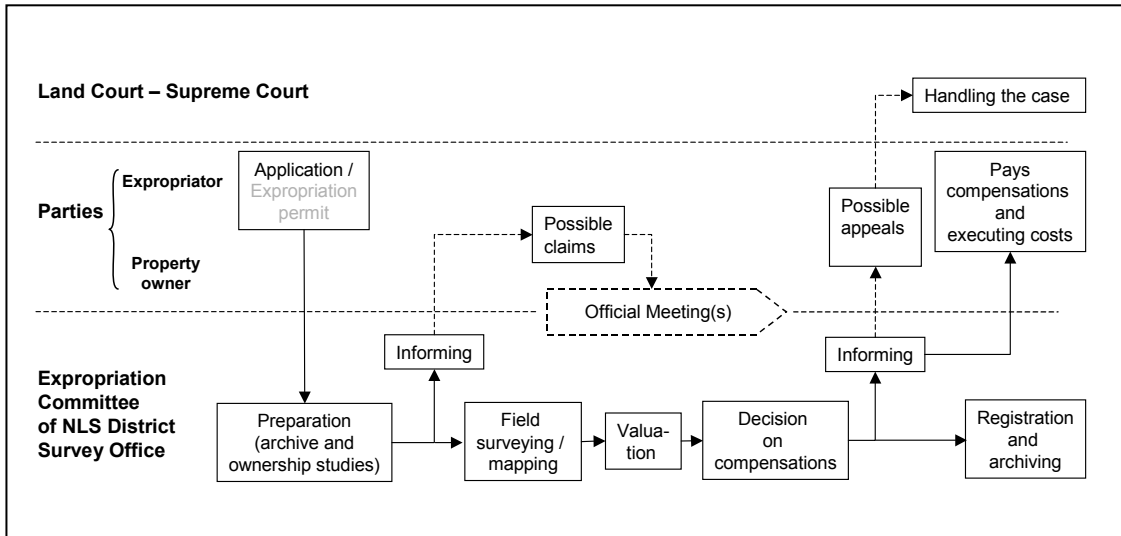 Land Court – Supreme Court
Handling the case
Parties
Expropriator
Property
owner
Application /
Expropriation
permit
Possible
claims
Possible
appeals
Pays
compensations
and
executing costs
Official Meeting(s)
Informing
Informing
Expropriation
Committee
of NLS District
Survey Office
Preparation
(archive and
ownership studies)
Field
surveying /
mapping
Valua-
tion
Decision
on
compensations
Registration
and
archiving